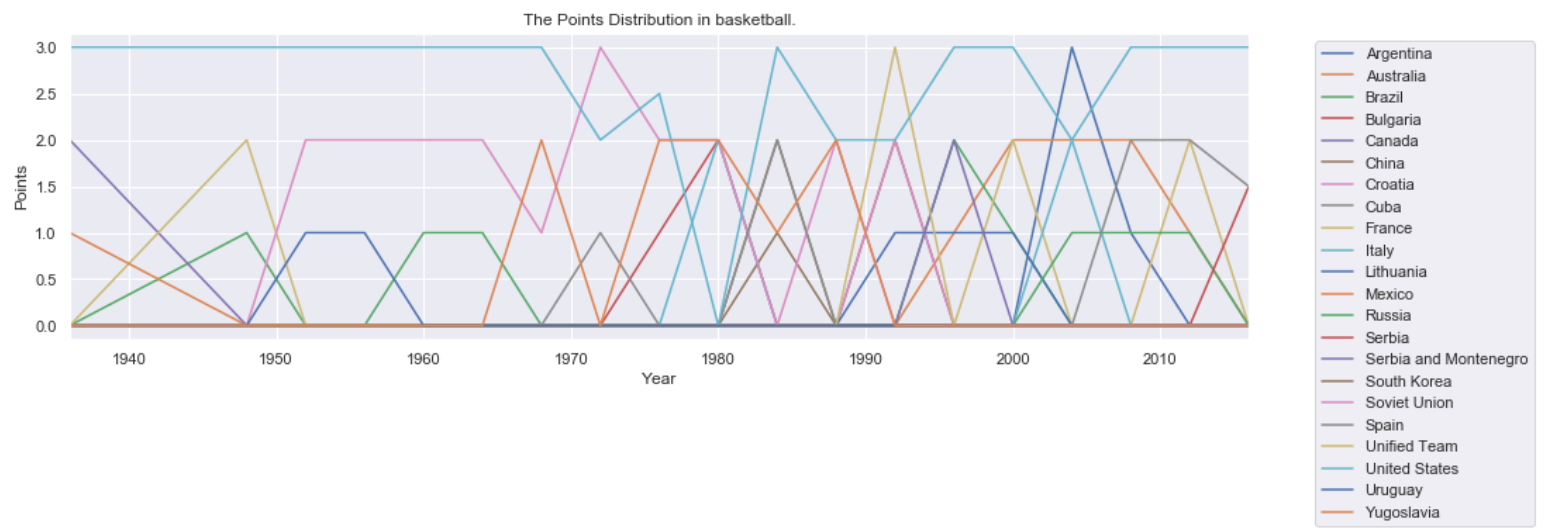 The Points Distribution in basketball.
3.0
2.5
2.0
1.5
1.0
0.5
0.0
Points
1940 1950 1960 1970 1980 1990 2000 2010
Year
Argentina
Australia
Brazil
Bulgaria
Canada
China
Croatia
Cuba
France
Italy
Lithuania
Mexico
Russia
Serbia
Serbia and Montenegro
South Korea
Soviet Union
Spain
Unified Team
United States
Uruguay
Yugoslavia